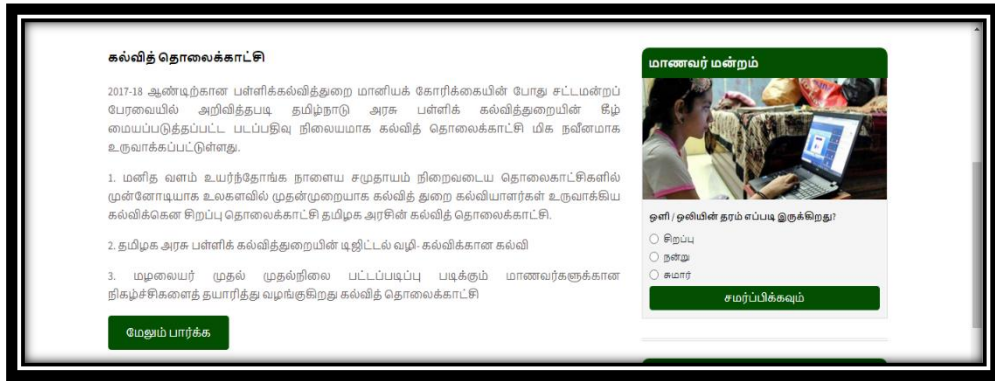 கல்வித் தொலைக்காட்சி
2017-18 ஆண்டிற்கான பள்ளிக்கல்வித்துறை மானியக் கோரிக்கையின் போது சட்டமன்றப்
பேரவையில் அறிவித்தபடி தமிழ்நாடு அரசு பள்ளிக் கல்வித்துறையின் கீழ்
மையப்படுத்தப்பட்ட படப்பதிவு நிலையமாக கல்வித் தொலைக்காட்சி மிக நவீனமாக
உருவாக்கப்பட்டுள்ளது.
1. மனித வளம் உயர்ந்தோங்க நாளைய சமுதாயம் நிறைவடைய தொலைகாட்சிகளில்
முன்னோடியாக உலகளவில் முதன்முறையாக கல்வித் துறை கல்வியாளர்கள் உருவாக்கிய
கல்விக்கென சிறப்பு தொலைக்காட்சி தமிழக அரசின் கல்வித் தொலைக்காட்சி.
2. தமிழக அரசு பள்ளிக் கல்வித்துறையின் டிஜிட்டல் வழி- கல்விக்கான கல்வி
3. மழலையர் முதல் முதல்நிலை பட்டப்படிப்பு படிக்கும் மாணவர்களுக்கான
நிகழ்ச்சிகளைத் தயாரித்து வழங்குகிறது கல்வித் தொலைக்காட்சி
மேலும் பார்க்க
மாணவர் மன்றம்
ஒளி / ஒலியின் தரம் எப்படி இருக்கிறது?
சிறப்பு
நன்று
சுமார்
சமர்ப்பிக்கவும்